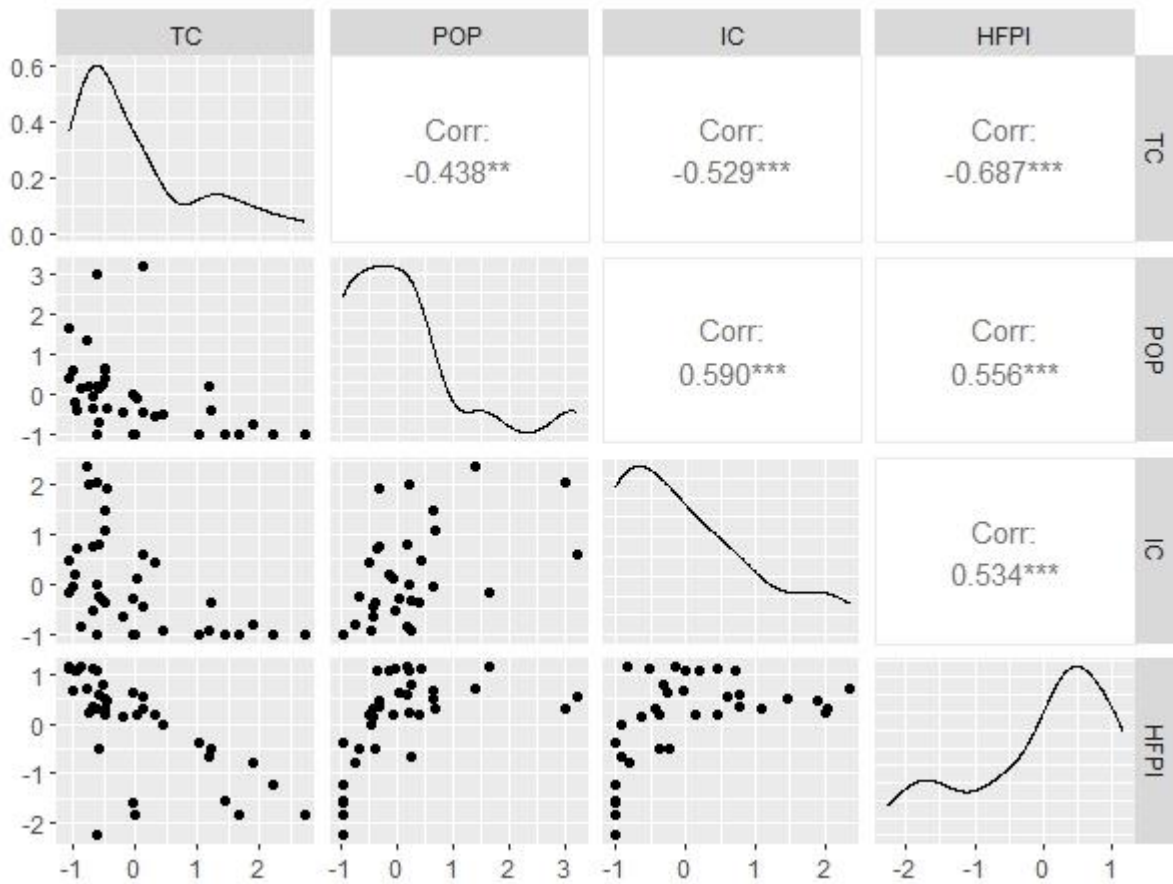 TC POP IC HFPI
0.6
0.4
0.2
0.0
Corr:
-0.438**
Corr:
-0.529***
Corr:
-0.687***
TC
3
2
1
0
-1
Corr:
0.590***
Corr:
0.556***
POP
2
1
0
-1
Corr:
0.534***
IC
1
0
-1
-2
HFPI
-1 0 1 2 -1 0 1 2 3 -1 0 1 2 -2 -1 0 1